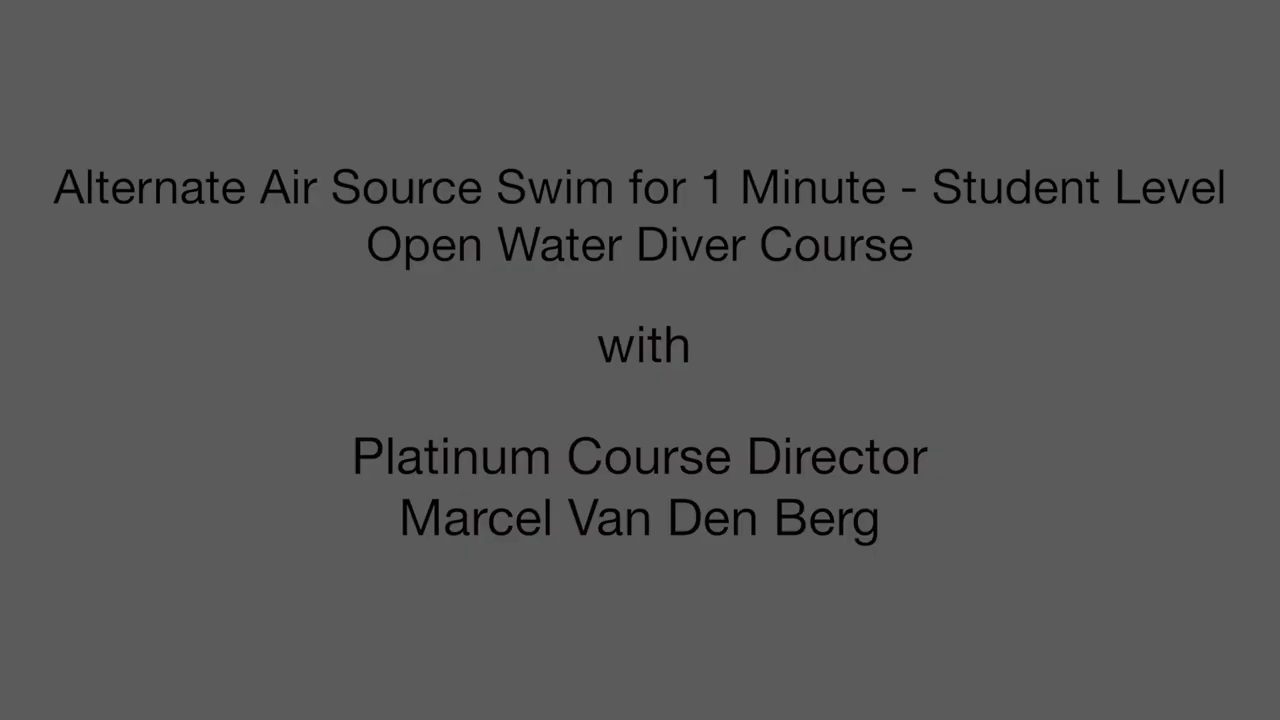 Alternate Air Source Swim for 1 Minute - Student Level
Open Water Diver Course
with
Platinum Course Director
Marcel Van Den Berg